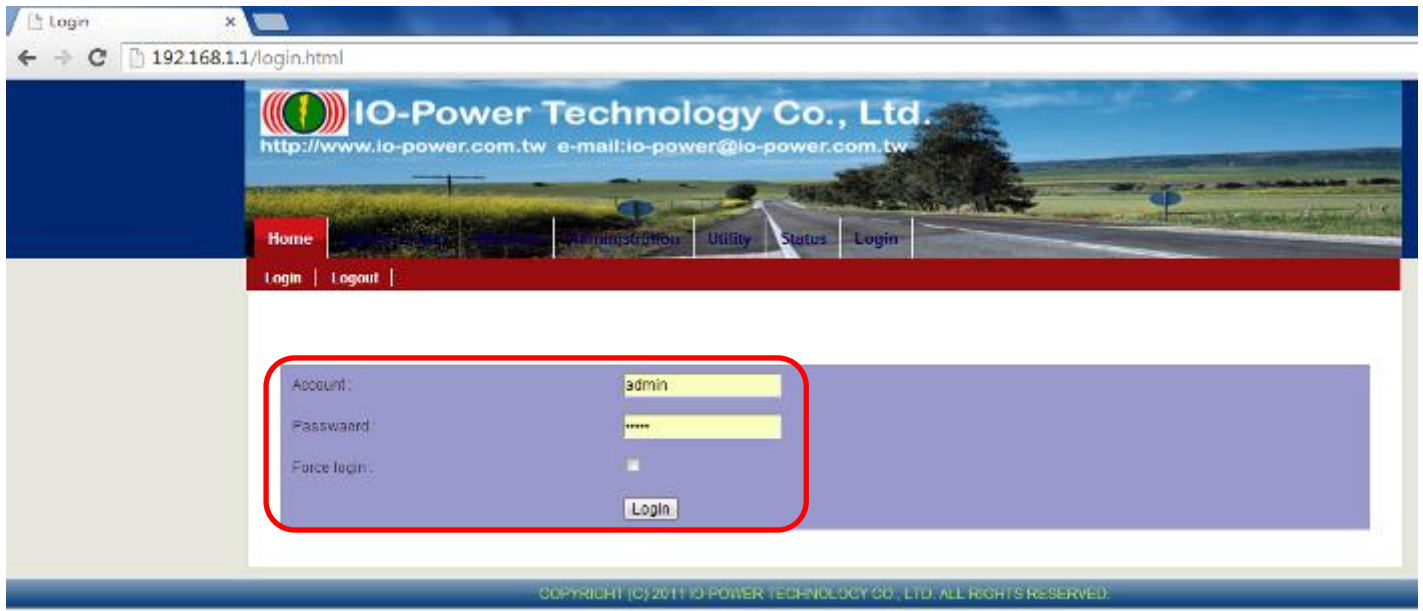 Login
192.168.1.1/login.html
IO-Power Technology Co., Ltd.
http://www.io-power.com.tw e-mail:io-power@io-power.com.tw
Home Administration Utility Status Login
Login Logout
Account : admin
Passwaord :
Force login :
Login
COPYRIGHT (C) 2011 IO-POWER TECHNOLOGY CO., LTD. ALL RIGHTS RESERVED.